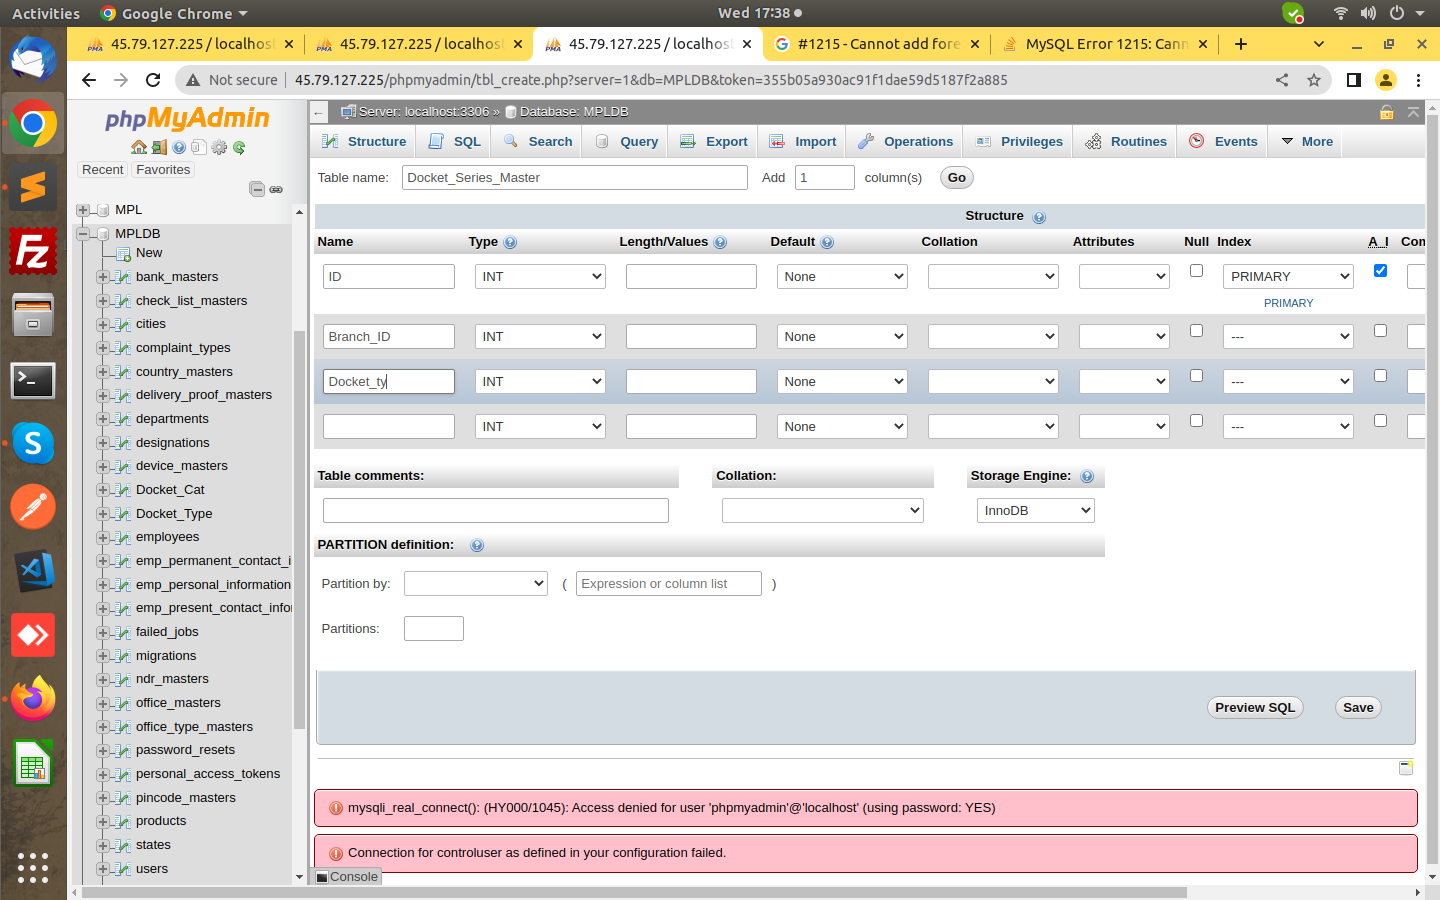 Activities
Google Chrome
Wed 17:38
45.79.127.225 / localhost
45.79.127.225 / localhost
45.79.127.225 / localhost
#1215 - Cannot add fore
MySQL Error 1215: Cann
Not secure
45.79.127.225/phpmyadmin/tbl_create.php?server=1&db=MPLDB&token=355b05a930ac91f1dae59d5187f2a885
phpMyAdmin
Recent
Favorites
MPL
MPLDB
New
bank_masters
check_list_masters
cities
complaint_types
country_masters
delivery_proof_masters
departments
designations
device_masters
Docket_Cat
Docket_Type
employees
emp_permanent_contact_i
emp_personal_information
emp_present_contact_infor
failed_jobs
migrations
ndr_masters
office_masters
office_type_masters
password_resets
personal_access_tokens
pincode_masters
products
states
users
Server: localhost:3306 » Database: MPLDB
Structure
SQL
Search
Query
Export
Import
Operations
Privileges
Routines
Events
More
Table name: Docket_Series_Master Add 1 column(s) Go
Structure
Name Type Length/Values Default Collation Attributes Null Index A_I Com
ID INT None PRIMARY
PRIMARY
Branch_ID INT None ---
Docket_ty INT None ---
INT None ---
Table comments: Collation: Storage Engine:
InnoDB
PARTITION definition:
Partition by: ( Expression or column list )
Partitions:
Preview SQL Save
mysqli_real_connect(): (HY000/1045): Access denied for user 'phpmyadmin'@'localhost' (using password: YES)
Connection for controluser as defined in your configuration failed.
Console